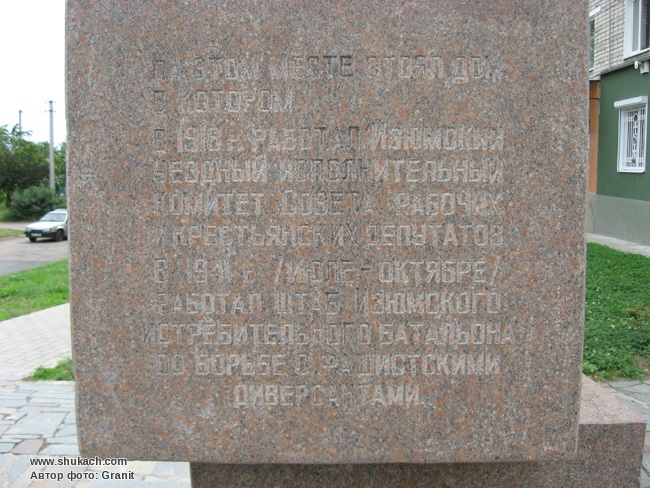 НА ЭТОМ МЕСТЕ СТОЯЛ ДОМ,
В КОТОРОМ
В 1918 г. РАБОТАЛ ИЗЮМСКИЙ
УЕЗДНЫЙ ИСПОЛНИТЕЛЬНЫЙ
КОМИТЕТ СОВЕТА РАБОЧИХ
И КРЕСТЬЯНСКИХ ДЕПУТАТОВ
В 1941 г. /ИЮЛЕ-ОКТЯБРЕ/
РАБОТАЛ ШТАБ ИЗЮМСКОГО
ИСТРЕБИТЕЛЬНОГО БАТАЛЬОНА
ПО БОРЬБЕ С ФАШИСТСКИМИ
ДИВЕРСАНТАМИ.
www.shukach.com
Автор фото: Granit